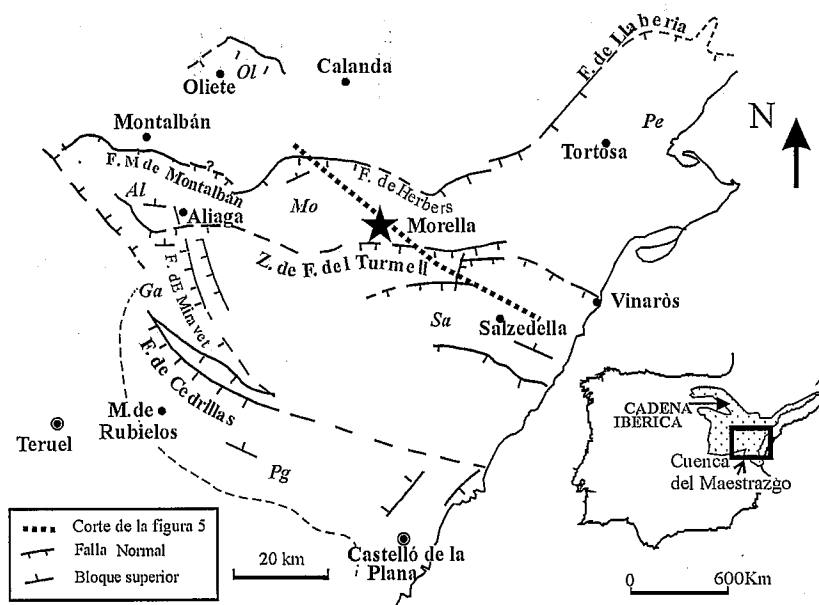 F. de Llaberia
Ol
Oliete
Calanda
N
Montalbán
Pe
Tortosa
?
F. M de Montalbán
F. de Herbers
Al
Mo
Aliaga
Morella
Z. de F. del Turmell
F. dE Miravet
Ga
Vinaròs
Sa
Salzedella
F. de Cedrillas
CADENA
IBERICA
M. de
Rubielos
Teruel
Pg
Cuenca
del Maestrazgo
Corte de la figura 5
Falla Normal
Bloque superior
20 km
Castelló de la
Plana
0 600Km